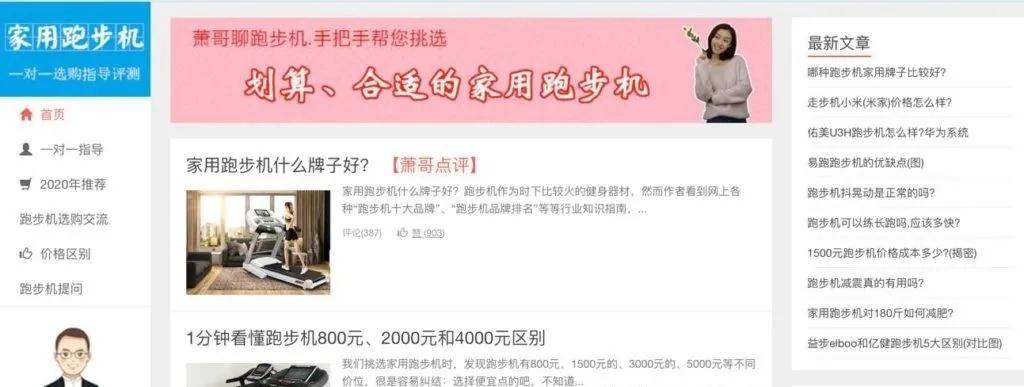 家用跑步机
一对一选购指导评测
首页
一对一指导
2020年推荐
跑步机选购交流
价格区别
跑步机提问
萧哥聊跑步机.手把手帮您挑选
划算、合适的家用跑步机
家用跑步机什么牌子好? 【萧哥点评】
家用跑步机什么牌子好？跑步机作为时下比较火的健身器材，然而作者看到网上各
种“跑步机十大品牌”、“跑步机品牌排名”等等行业知识指南，...
评论(387) 赞 (903)
1分钟看懂跑步机800元、2000元和4000元区别
我们挑选家用跑步机时，发现跑步机有800元、1500元的、3000元的、5000元等不同
价位，很是容易纠结：选择便宜点的吧，不知道...
最新文章
哪种跑步机家用牌子比较好?
走步机小米(米家)价格怎么样?
佑美U3H跑步机怎么样?华为系统
易跑跑步机的优缺点(图)
跑步机抖晃动是正常的吗?
跑步机可以练长跑吗,应该多快?
1500元跑步机价格成本多少?(揭密)
跑步机减震真的有用吗?
家用跑步机对180斤如何减肥?
益步elboo和亿健跑步机5大区别(对比图)